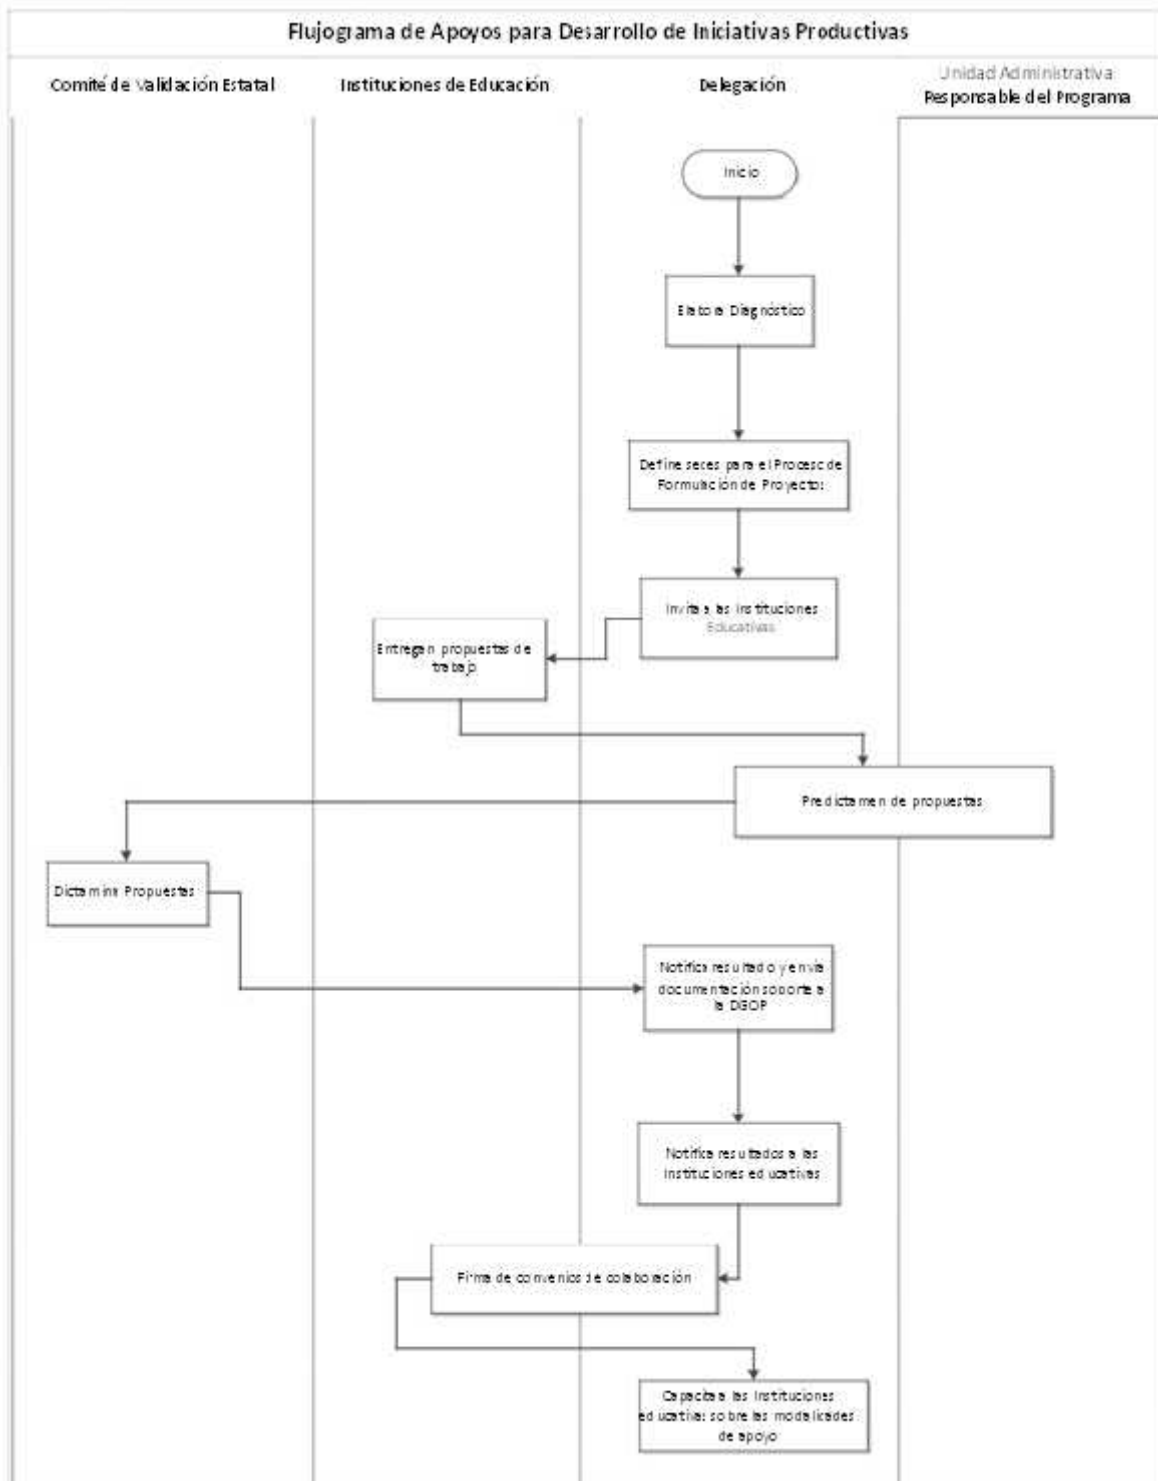 Flujograma de Apoyos para Desarrollo de Iniciativas Productivas
Comité de Validación Estatal
Instituciones de Educación
Delegación
Unidad Administrativa
Responsable del Programa
Inicio
Elabora Diagnóstico
Define sedes para el Proceso de
Formulación de Proyectos
Invita a las Instituciones
Educativas
Entregan propuestas de
trabajo
Predictamen de propuestas
Dictamina Propuestas
Notifica resultado y envía
documentación soporte a
la DGOP
Notifica resultados a las
Instituciones educativas
Firma de convenios de colaboración
Capacita a las Instituciones
educativas sobre las modalidades
de apoyo